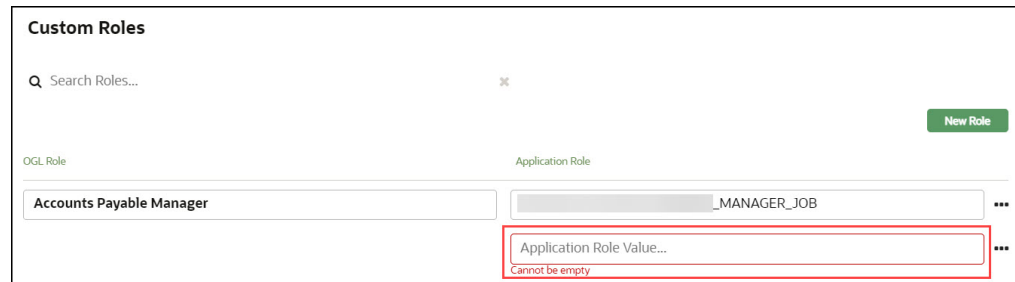 Custom Roles
Search Roles...
New Role
OGL Role Application Role
Accounts Payable Manager _MANAGER_JOB
Application Role Value...
Cannot be empty